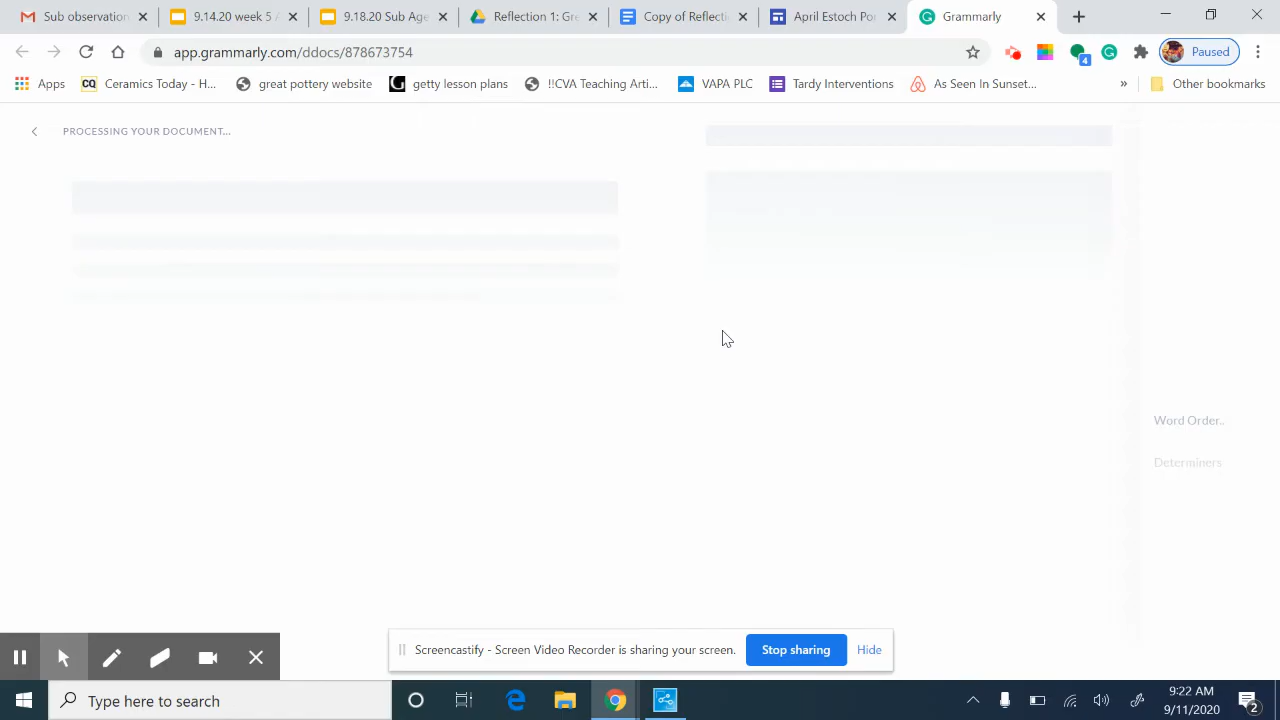 Sub Observation
9.14.20 week 5 /
9.18.20 Sub Age
Reflection 1: Gre
Copy of Reflecti
April Estoch Po
Grammarly
app.grammarly.com/ddocs/878673754
4
Paused
Apps
CQ
Ceramics Today - H...
great pottery website
G
getty lesson plans
!!CVA Teaching Arti...
VAPA PLC
Tardy Interventions
As Seen In Sunset...
»
Other bookmarks
PROCESSING YOUR DOCUMENT...
Word Order..
Determiners
Screencastify - Screen Video Recorder is sharing your screen.
Stop sharing
Hide
Type here to search
9:22 AM
9/11/2020
2